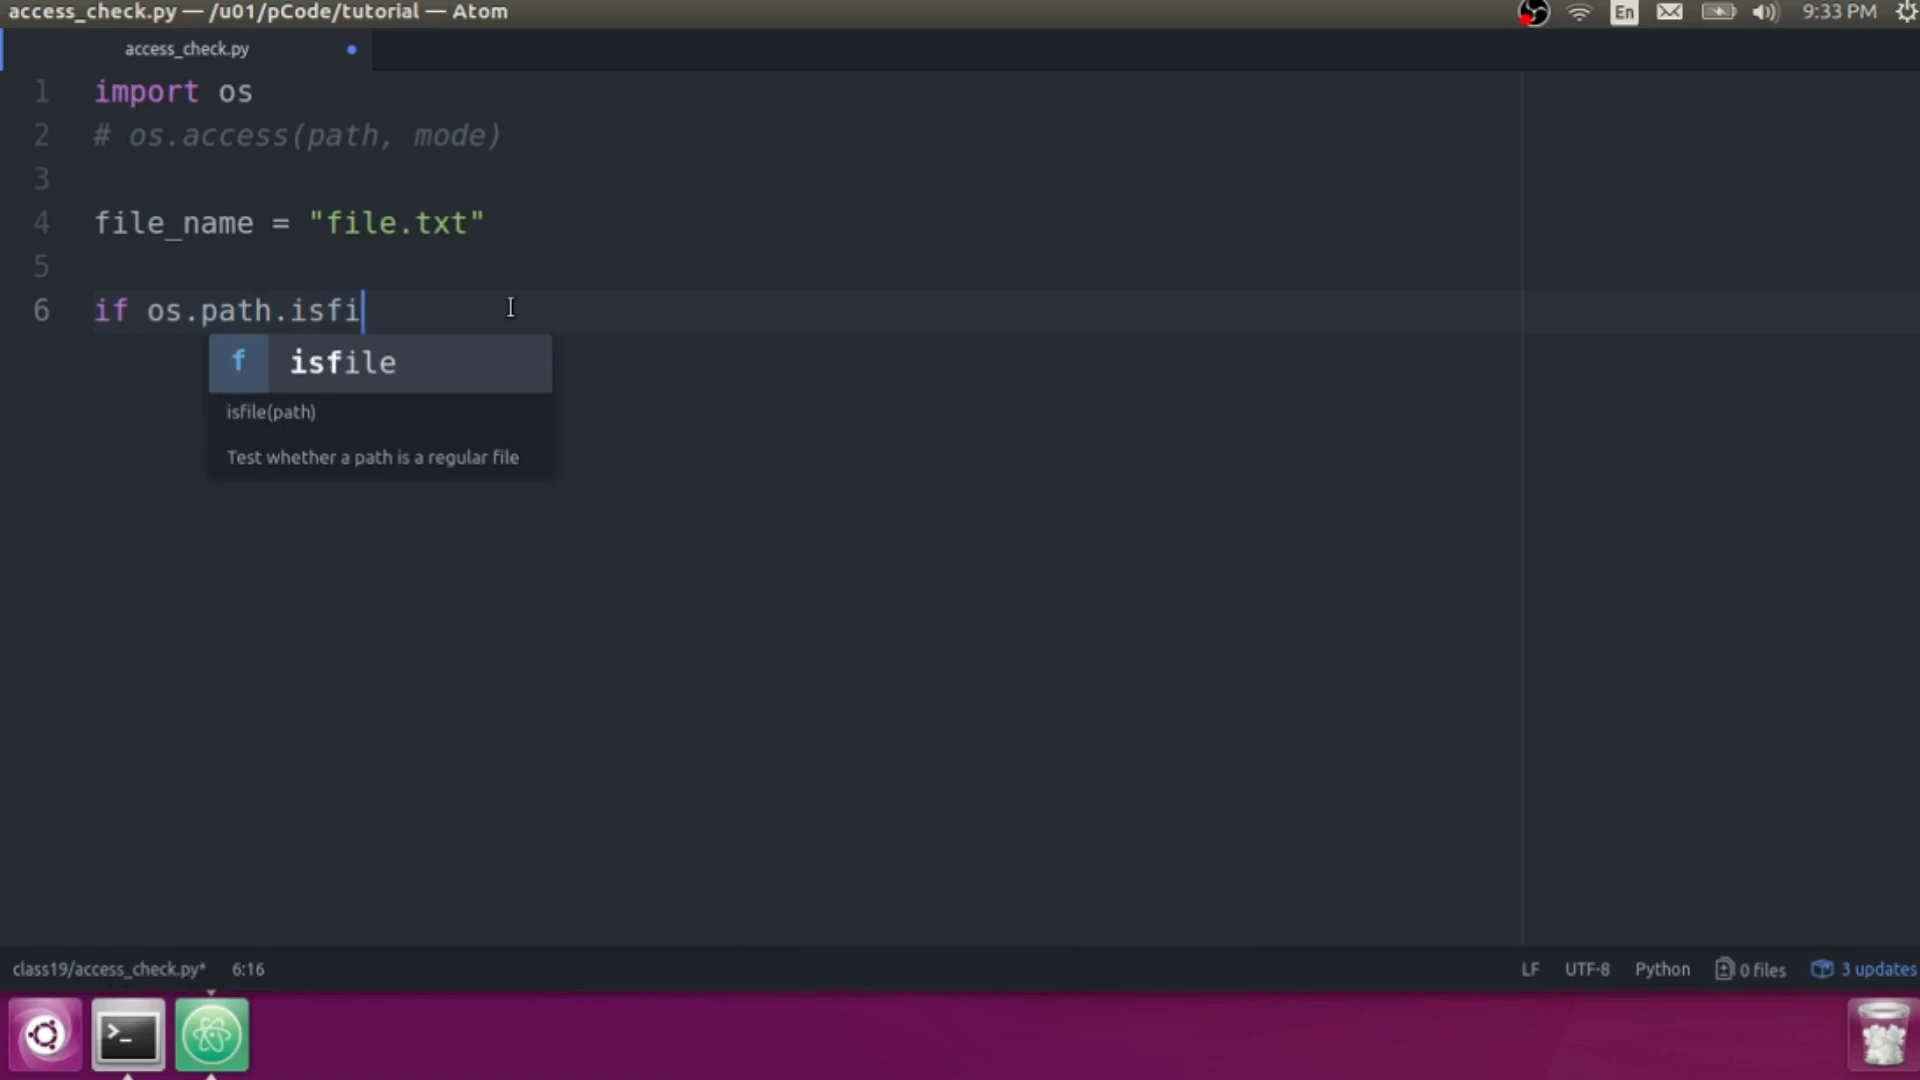 access_check.py — /u01/pCode/tutorial — Atom
En
9:33 PM
access_check.py
1 import os
2 # os.access(path, mode)
3
4 file_name = "file.txt"
5
6 if os.path.isfi
f isfile
isfile(path)
Test whether a path is a regular file
class19/access_check.py* 6:16
LF UTF-8 Python 0 files 3 updates
>_